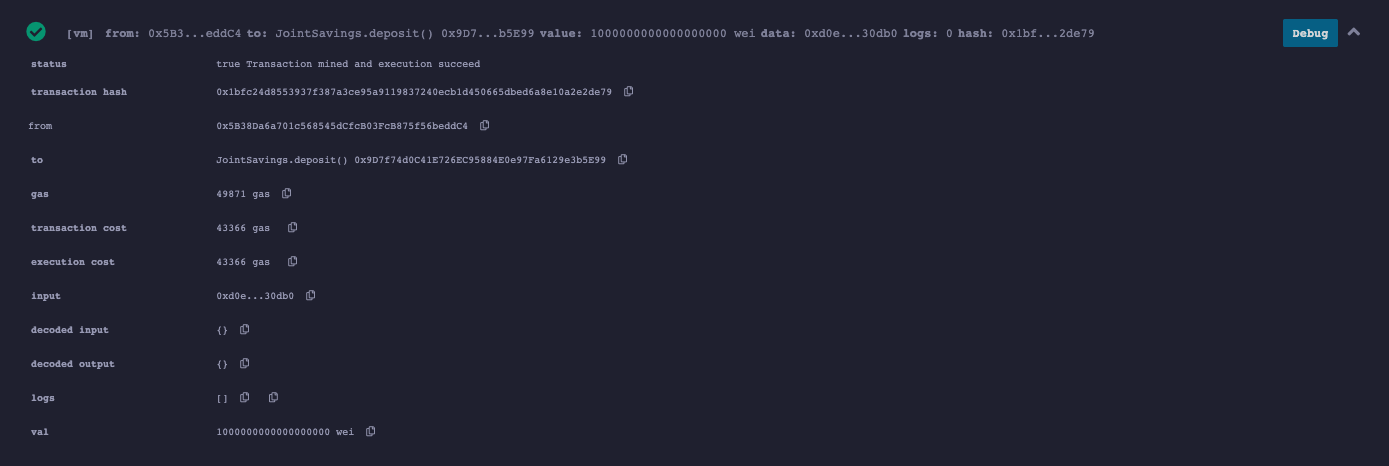 [vm] from: 0x5B3...eddC4 to: JointSavings.deposit() 0x9D7...b5E99 value: 1000000000000000000 wei data: 0xd0e...30db0 logs: 0 hash: 0x1bf...2de79 Debug
status true Transaction mined and execution succeed
transaction hash 0x1bfc24d8553937f387a3ce95a9119837240ecb1d450665dbed6a8e10a2e2de79
from 0x5B38Da6a701c568545dCfcB03FcB875f56beddC4
to JointSavings.deposit() 0x9D7f74d0C41E726EC95884E0e97Fa6129e3b5E99
gas 49871 gas
transaction cost 43366 gas
execution cost 43366 gas
input 0xd0e...30db0
decoded input {}
decoded output {}
logs []
val 1000000000000000000 wei